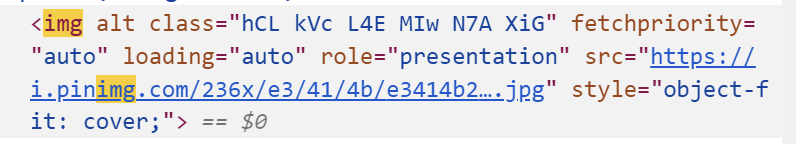 <img alt class="hCL kVc L4E MIw N7A XiG" fetchpriority=
"auto" loading="auto" role="presentation" src="https://
i.pinimg.com/236x/e3/41/4b/e3414b2….jpg" style="object-f
it: cover;"> == $0